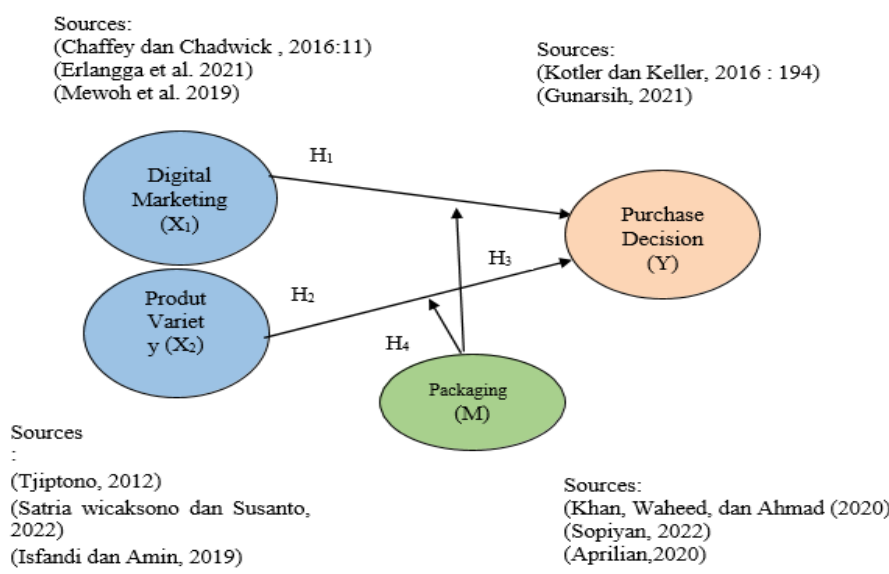 Sources:
(Chaffey dan Chadwick , 2016:11)
(Erlangga et al. 2021)
(Mewoh et al. 2019)
Sources:
(Kotler dan Keller, 2016 : 194)
(Gunarsih, 2021)
H₁
Digital
Marketing
(X₁)
Purchase
Decision
(Y)
H₃
H₂
Produt
Variet
y (X₂)
H₄
Packaging
(M)
Sources
:
(Tjiptono, 2012)
(Satria wicaksono dan Susanto,
2022)
(Isfandi dan Amin, 2019)
Sources:
(Khan, Waheed, dan Ahmad (2020)
(Sopiyan, 2022)
(Aprilian,2020)